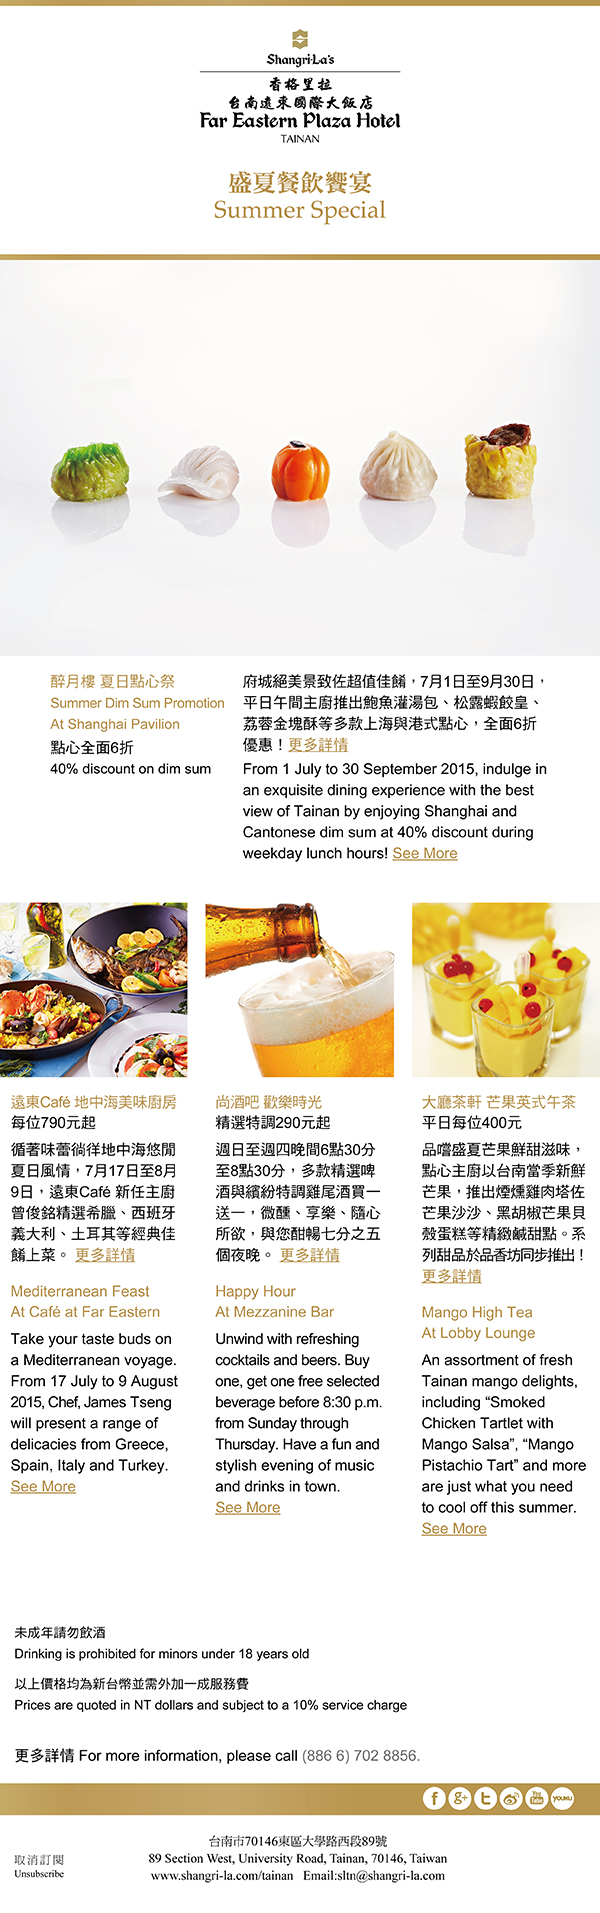 Shangri-La's
香格里拉
台南遠東國際大飯店
Far Eastern Plaza Hotel
TAINAN
盛夏餐飲饗宴
Summer Special
醉月樓 夏日點心祭
Summer Dim Sum Promotion
At Shanghai Pavilion
點心全面6折
40% discount on dim sum
府城絕美景致佐超值佳餚，7月1日至9月30日，
平日午間主廚推出鮑魚灌湯包、松露蝦餃皇、
荔蓉金塊酥等多款上海與港式點心，全面6折
優惠！更多詳情
From 1 July to 30 September 2015, indulge in
an exquisite dining experience with the best
view of Tainan by enjoying Shanghai and
Cantonese dim sum at 40% discount during
weekday lunch hours! See More
遠東Café 地中海美味廚房
每位790元起
循著味蕾徜徉地中海悠閒
夏日風情，7月17日至8月
9日，遠東Café 新任主廚
曾俊銘精選希臘、西班牙
義大利、土耳其等經典佳
餚上菜。 更多詳情
Mediterranean Feast
At Café at Far Eastern
Take your taste buds on
a Mediterranean voyage.
From 17 July to 9 August
2015, Chef, James Tseng
will present a range of
delicacies from Greece,
Spain, Italy and Turkey.
See More
尚酒吧 歡樂時光
精選特調290元起
週日至週四晚間6點30分
至8點30分，多款精選啤
酒與繽紛特調雞尾酒買一
送一，微醺、享樂、隨心
所欲，與您酣暢七分之五
個夜晚。 更多詳情
Happy Hour
At Mezzanine Bar
Unwind with refreshing
cocktails and beers. Buy
one, get one free selected
beverage before 8:30 p.m.
from Sunday through
Thursday. Have a fun and
stylish evening of music
and drinks in town.
See More
大廳茶軒 芒果英式午茶
平日每位400元
品嚐盛夏芒果鮮甜滋味，
點心主廚以台南當季新鮮
芒果，推出煙燻雞肉塔佐
芒果沙沙、黑胡椒芒果貝
殼蛋糕等精緻鹹甜點。系
列甜品於品香坊同步推出！
更多詳情
Mango High Tea
At Lobby Lounge
An assortment of fresh
Tainan mango delights,
including “Smoked
Chicken Tartlet with
Mango Salsa”, “Mango
Pistachio Tart” and more
are just what you need
to cool off this summer.
See More
未成年請勿飲酒
Drinking is prohibited for minors under 18 years old
以上價格均為新台幣並需外加一成服務費
Prices are quoted in NT dollars and subject to a 10% service charge
更多詳情 For more information, please call (886 6) 702 8856.
f g+ t You Tube YOUKU
台南市70146東區大學路西段89號
89 Section West, University Road, Tainan, 70146, Taiwan
www.shangri-la.com/tainan Email:sltn@shangri-la.com
取消訂閱
Unsubscribe